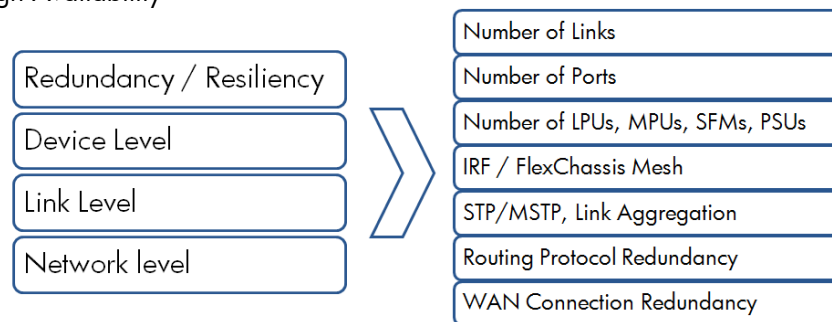 Redundancy / Resiliency
Device Level
Link Level
Network level
Number of Links
Number of Ports
Number of LPUs, MPUs, SFMs, PSUs
IRF / FlexChassis Mesh
STP/MSTP, Link Aggregation
Routing Protocol Redundancy
WAN Connection Redundancy